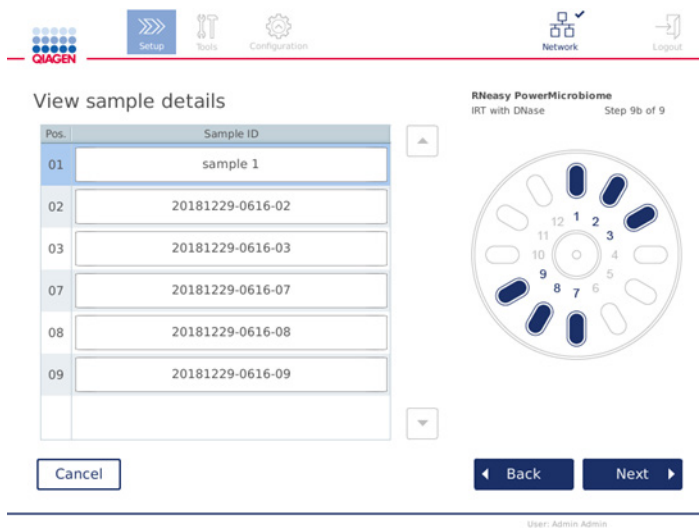 QIAGEN
Setup
Tools
Configuration
Network
Logout
View sample details
RNeasy PowerMicrobiome
IRT with DNase Step 9b of 9
Pos. Sample ID
01 sample 1
02 20181229-0616-02
03 20181229-0616-03
07 20181229-0616-07
08 20181229-0616-08
09 20181229-0616-09
12 1 2
11 3
10 4
9 5
8 7 6
Cancel
Back
Next
User: Admin Admin